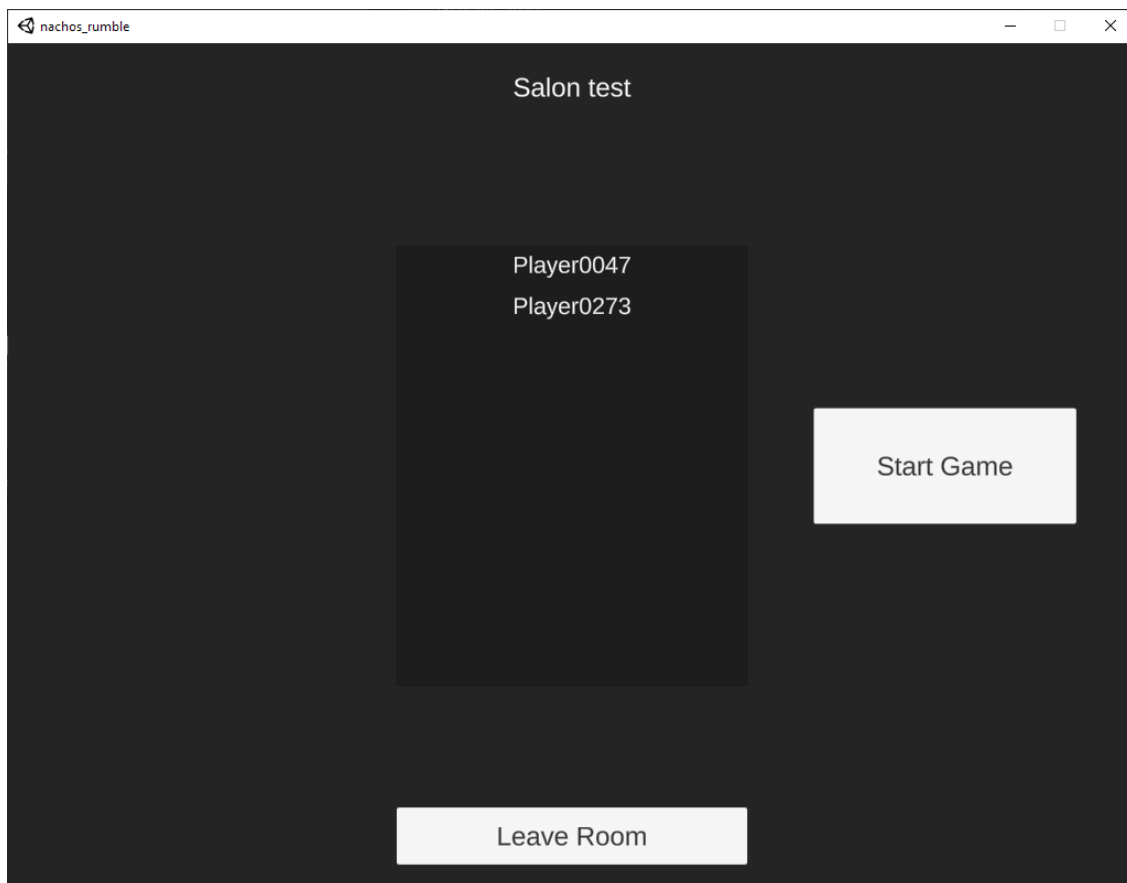 nachos_rumble
Salon test
Player0047
Player0273
Start Game
Leave Room